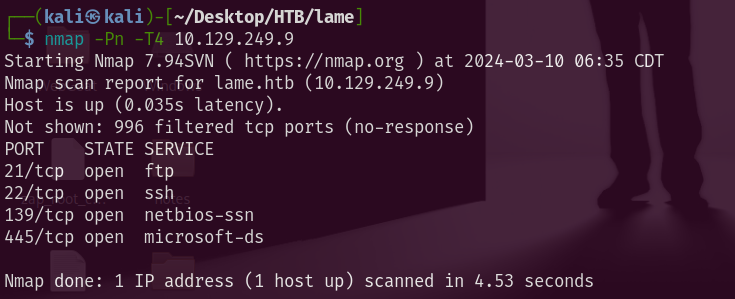 ┌──(kali㉿kali)-[~/Desktop/HTB/lame]
└─$ nmap -Pn -T4 10.129.249.9
Starting Nmap 7.94SVN ( https://nmap.org ) at 2024-03-10 06:35 CDT
Nmap scan report for lame.htb (10.129.249.9)
Host is up (0.035s latency).
Not shown: 996 filtered tcp ports (no-response)
PORT    STATE SERVICE
21/tcp  open  ftp
22/tcp  open  ssh
139/tcp open  netbios-ssn
445/tcp open  microsoft-ds

Nmap done: 1 IP address (1 host up) scanned in 4.53 seconds